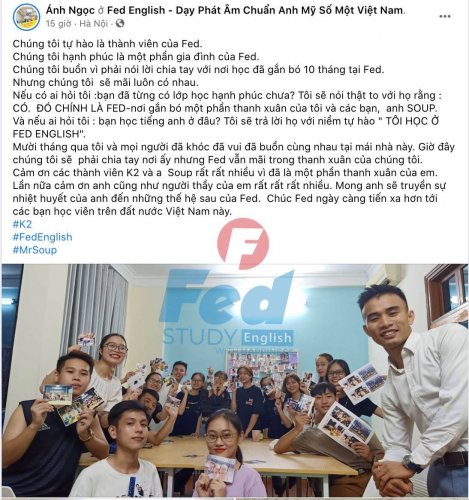 Ánh Ngọc ở Fed English - Dạy Phát Âm Chuẩn Anh Mỹ Số Một Việt Nam.
15 giờ · Hà Nội ·
Chúng tôi tự hào là thành viên của Fed.
Chúng tôi hạnh phúc là một phần gia đình của Fed.
Chúng tôi buồn vì phải nói lời chia tay với nơi học đã gắn bó 10 tháng tại Fed.
Nhưng chúng tôi sẽ mãi luôn có nhau.
Nếu có ai hỏi tôi :bạn đã từng có lớp học hạnh phúc chưa? Tôi sẽ nói thật to với họ rằng :
CÓ. ĐÓ CHÍNH LÀ FED-nơi gắn bó một phần thanh xuân của tôi và các bạn, anh SOUP.
Và nếu ai hỏi tôi : bạn học tiếng anh ở đâu? Tôi sẽ trả lời họ với niềm tự hào " TÔI HỌC Ở
FED ENGLISH".
Mười tháng qua tôi và mọi người đã khóc đã vui đã buồn cùng nhau tại mái nhà này. Giờ đây
chúng tôi sẽ phải chia tay nơi ấy nhưng Fed vẫn mãi trong thanh xuân của chúng tôi.
Cảm ơn các thành viên K2 và a Soup rất rất nhiều vì đã là một phần thanh xuân của em.
Lần nữa cảm ơn anh cũng như người thầy của em rất rất rất nhiều. Mong anh sẽ truyền sự
nhiệt huyết của anh đến những thế hệ sau của Fed. Chúc Fed ngày càng tiến xa hơn tới
các bạn học viên trên đất nước Việt Nam này.
#K2
#FedEnglish
#MrSoup
F
Fed
STUDY English